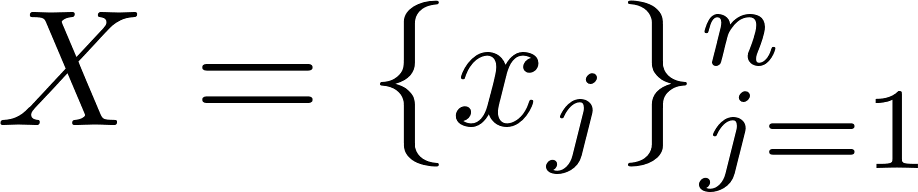 $X = \{x_j\}_{j=1}^{n}$